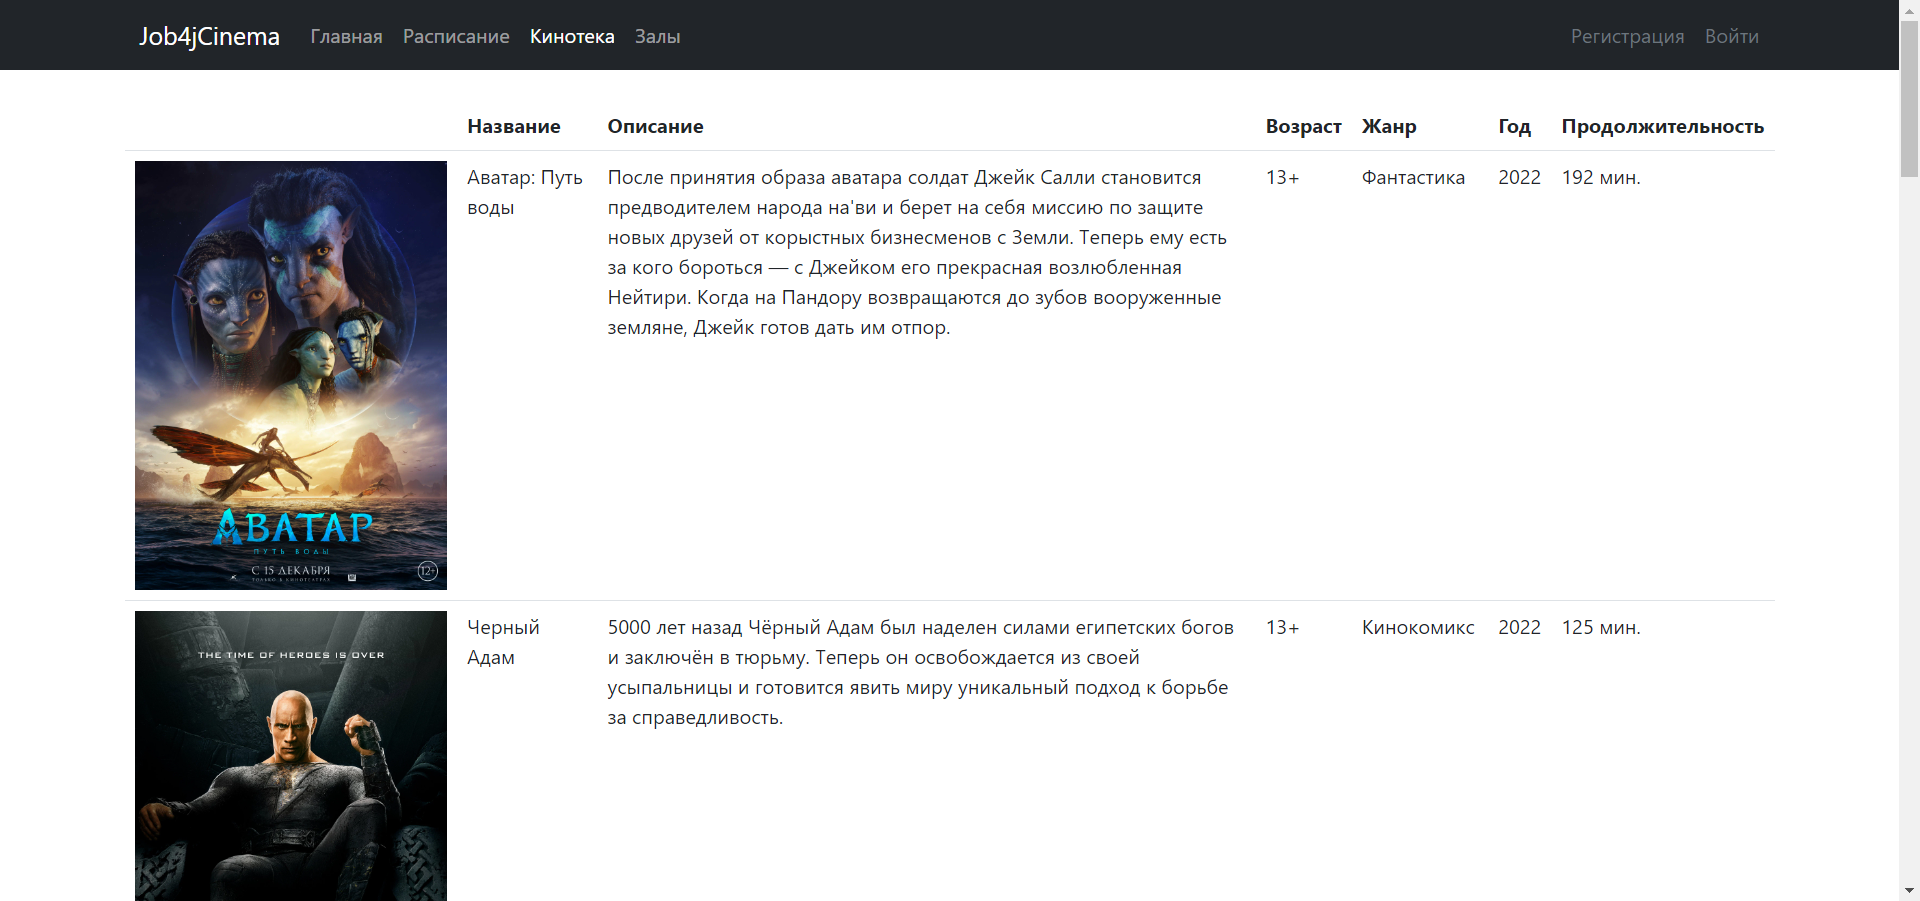 Job4jCinema Главная Расписание Кинотека Залы Регистрация Войти
Название Описание Возраст Жанр Год Продолжительность
Аватар: Путь
воды
После принятия образа аватара солдат Джейк Салли становится
предводителем народа на'ви и берет на себя миссию по защите
новых друзей от корыстных бизнесменов с Земли. Теперь ему есть
за кого бороться — с Джейком его прекрасная возлюбленная
Нейтири. Когда на Пандору возвращаются до зубов вооруженные
земляне, Джейк готов дать им отпор.
13+
Фантастика
2022
192 мин.
АВАТАР
ПУТЬ ВОДЫ
С 15 ДЕКАБРЯ
ТОЛЬКО В КИНОТЕАТРАХ
12+
THE TIME OF HEROES IS OVER
Черный
Адам
5000 лет назад Чёрный Адам был наделен силами египетских богов
и заключён в тюрьму. Теперь он освобождается из своей
усыпальницы и готовится явить миру уникальный подход к борьбе
за справедливость.
13+
Кинокомикс
2022
125 мин.